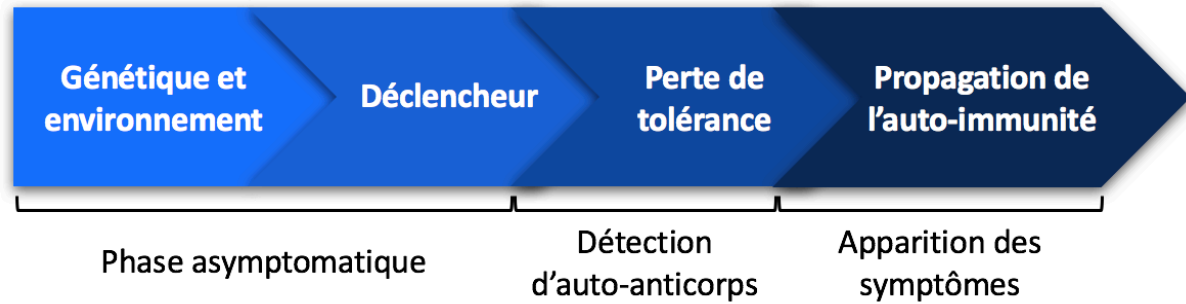 Génétique et
environnement
Déclencheur
Perte de
tolérance
Propagation de
l’auto-immunité
Phase asymptomatique
Détection
d’auto-anticorps
Apparition des
symptômes